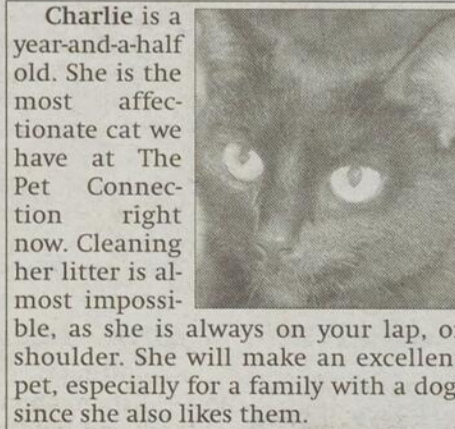 Charlie is a
year-and-a-half
old. She is the
most affec-
tionate cat we
have at The
Pet Connec-
tion right
now. Cleaning
her litter is al-
most impossi-
ble, as she is always on your lap, or
shoulder. She will make an excellent
pet, especially for a family with a dog
since she also likes them.